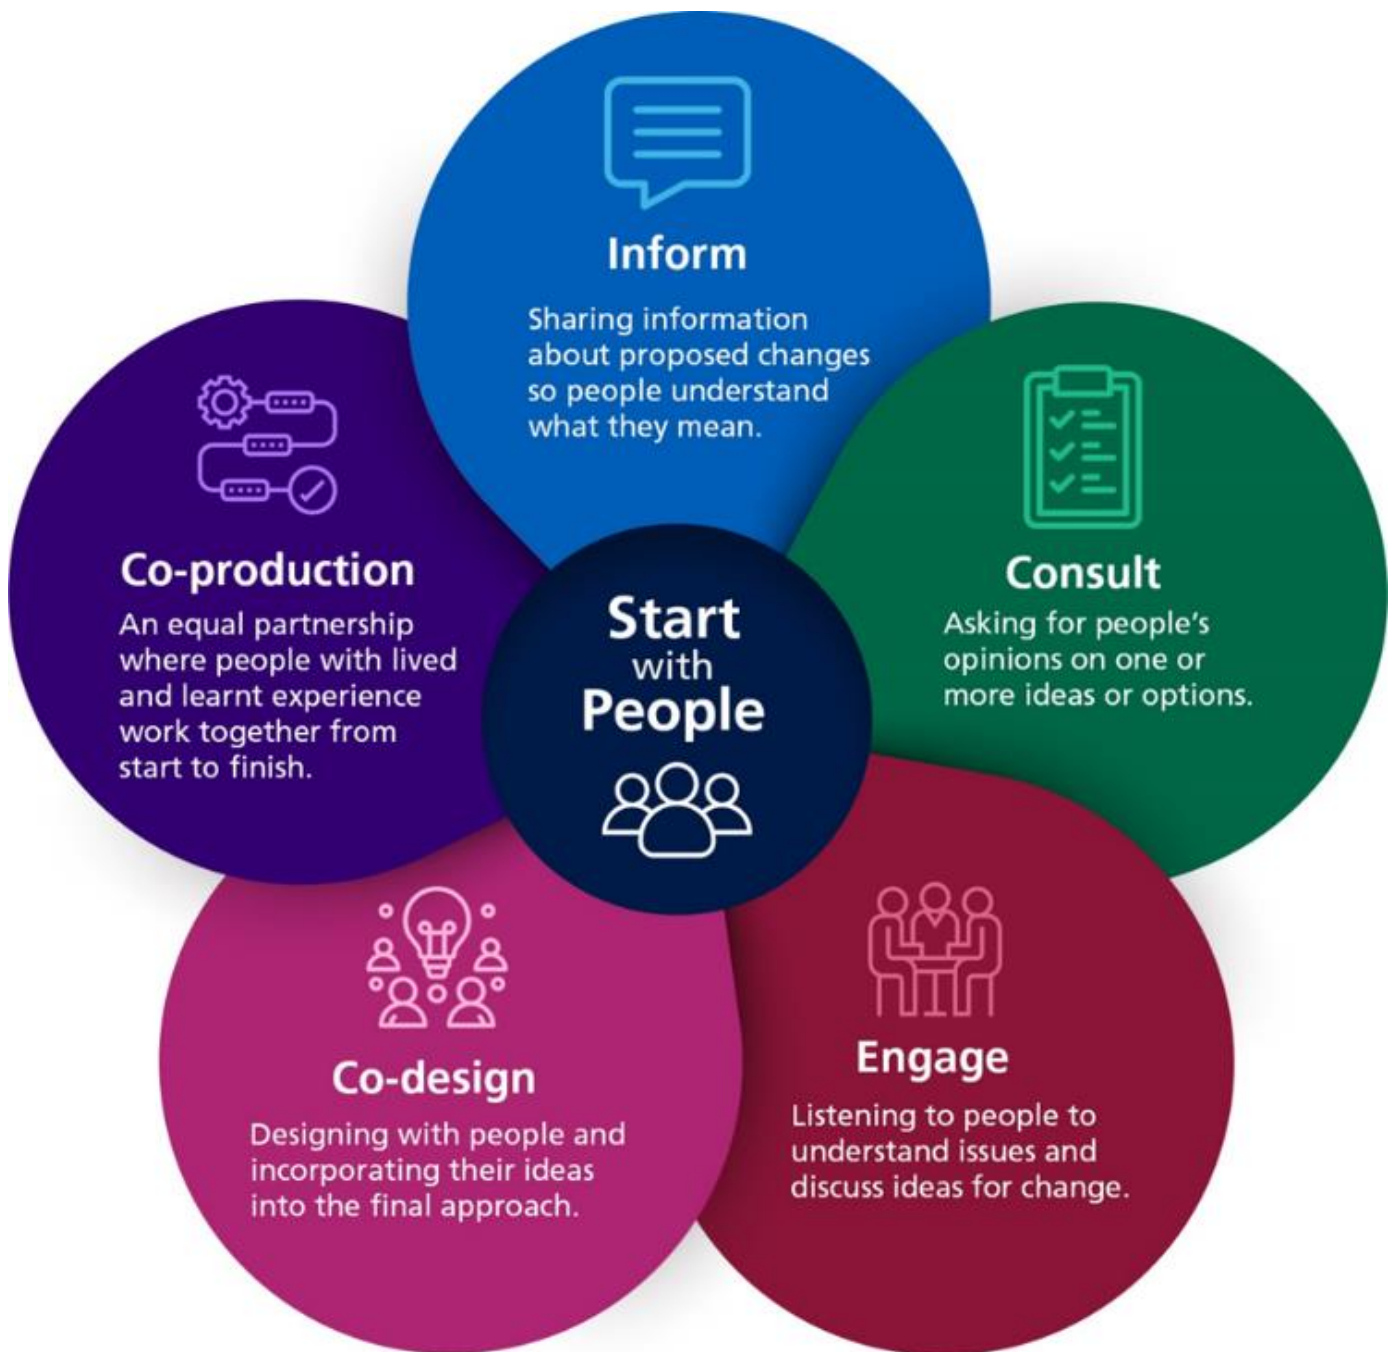 Inform
Sharing information
about proposed changes
so people understand
what they mean.
Consult
Asking for people’s
opinions on one or
more ideas or options.
Engage
Listening to people to
understand issues and
discuss ideas for change.
Co-design
Designing with people and
incorporating their ideas
into the final approach.
Co-production
An equal partnership
where people with lived
and learnt experience
work together from
start to finish.
Start
with
People